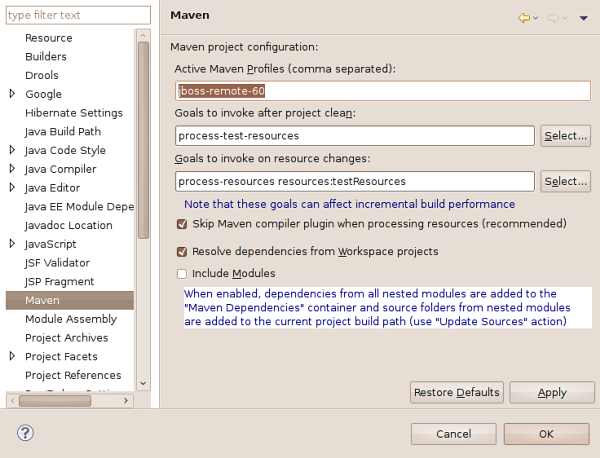 type filter text
Resource
Builders
Drools
Google
Hibernate Settings
Java Build Path
Java Code Style
Java Compiler
Java Editor
Java EE Module Depe
Javadoc Location
JavaScript
JSF Validator
JSP Fragment
Maven
Module Assembly
Project Archives
Project Facets
Project References
Maven
Maven project configuration:
Active Maven Profiles (comma separated):
jboss-remote-60
Goals to invoke after project clean:
process-test-resources
Select...
Goals to invoke on resource changes:
process-resources resources:testResources
Select...
Note that these goals can affect incremental build performance
Skip Maven compiler plugin when processing resources (recommended)
Resolve dependencies from Workspace projects
Include Modules
When enabled, dependencies from all nested modules are added to the
"Maven Dependencies" container and source folders from nested modules
are added to the current project build path (use "Update Sources" action)
Restore Defaults
Apply
?
Cancel
OK